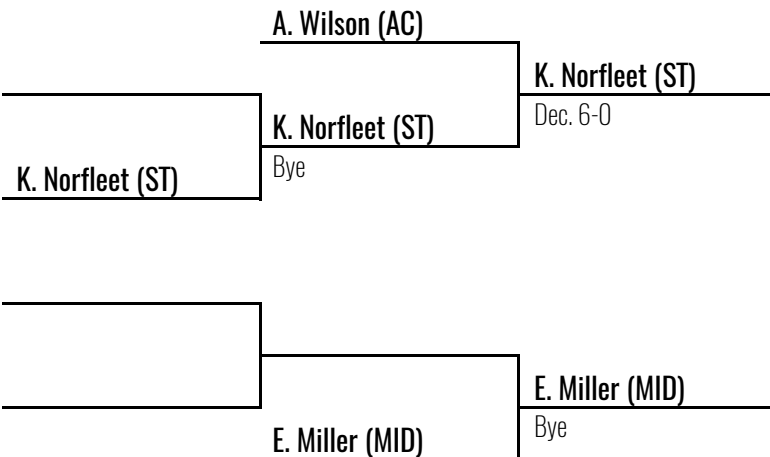 A. Wilson (AC)
K. Norfleet (ST)
Dec. 6-0
K. Norfleet (ST)
Bye
K. Norfleet (ST)
E. Miller (MID)
Bye
E. Miller (MID)